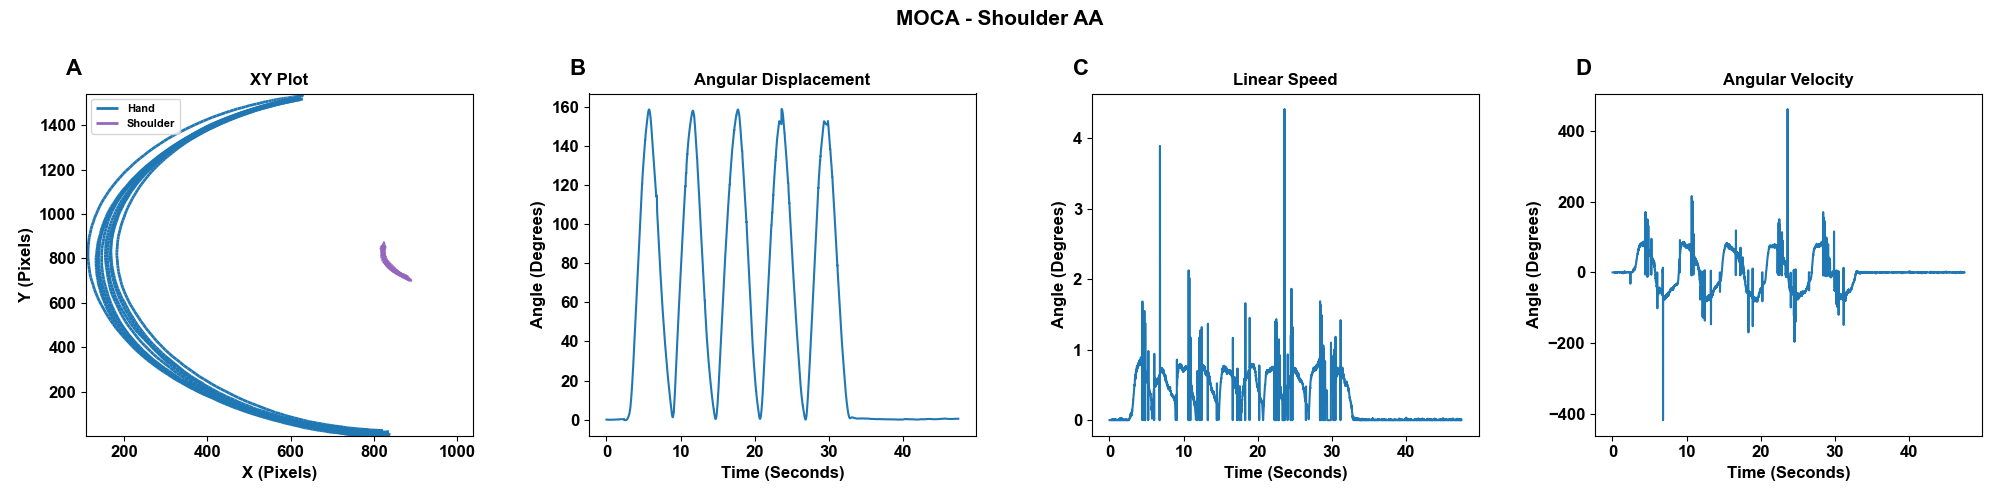 MOCA - Shoulder AA
A
XY Plot
Hand
Shoulder
1400
1200
1000
800
600
400
200
Y (Pixels)
200 400 600 800 1000
X (Pixels)
B
Angular Displacement
160
140
120
100
80
60
40
20
0
Angle (Degrees)
0 10 20 30 40
Time (Seconds)
C
Linear Speed
4
3
2
1
0
Angle (Degrees)
0 10 20 30 40
Time (Seconds)
D
Angular Velocity
400
200
0
−200
−400
Angle (Degrees)
0 10 20 30 40
Time (Seconds)